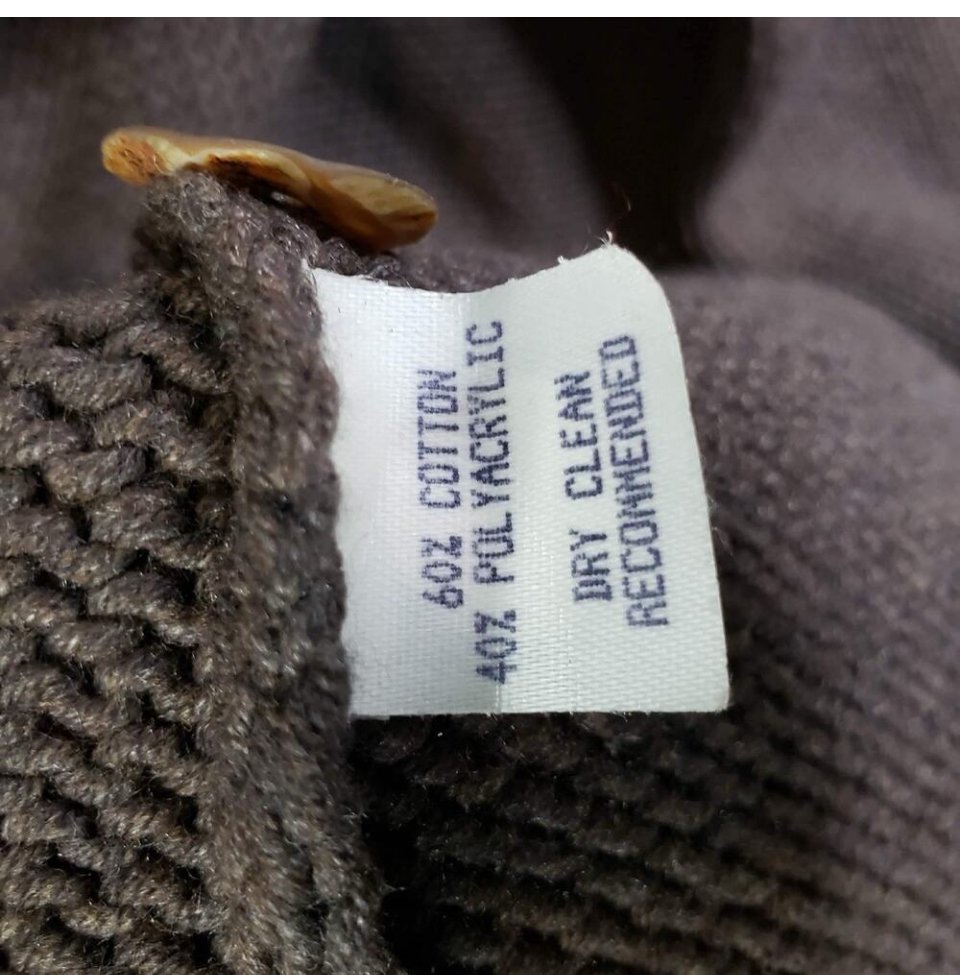 60% COTTON
40% POLYACRYLIC
DRY CLEAN
RECOMMENDED